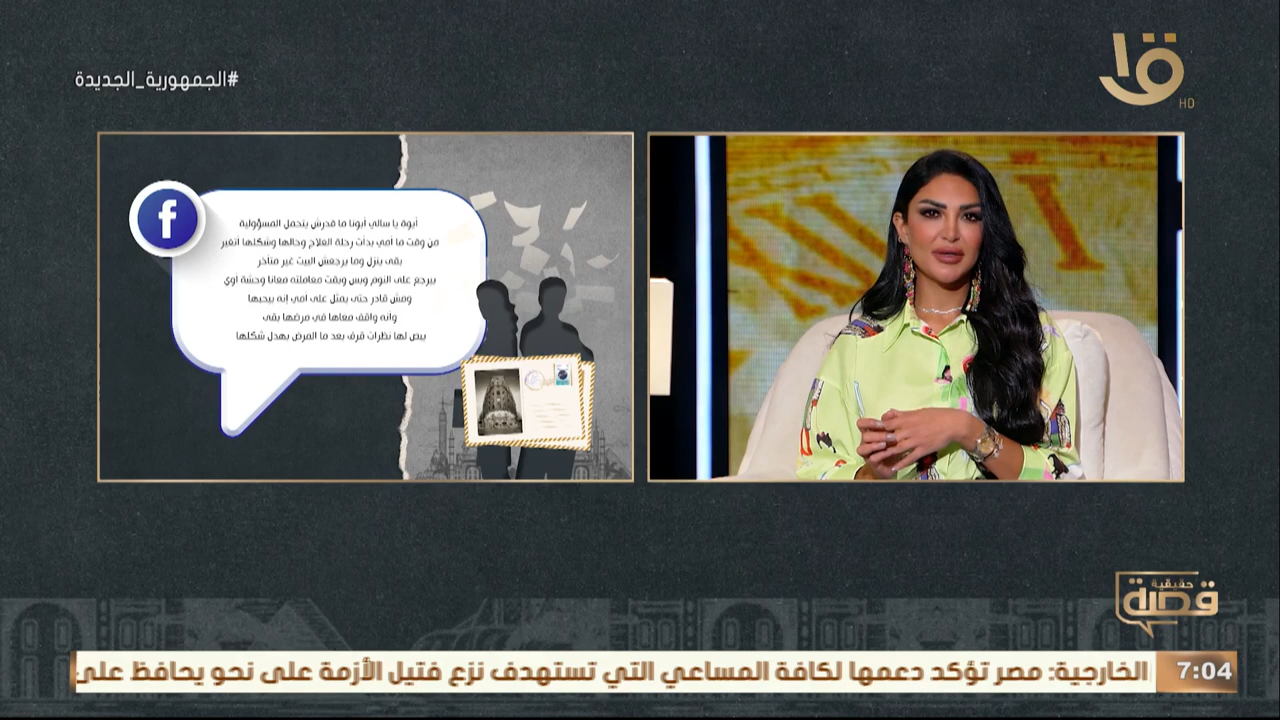 #الجمهورية_الجديدة
HD
أيوة يا سالي أبونا ما قدرش يتحمل المسؤولية
من وقت ما امي بدأت رحلة العلاج وحالها وشكلها اتغير
بقى ينزل وما يرجعش البيت غير متأخر
بيرجع على النوم وبس وبقت معاملته معانا وحشة اوي
ومش قادر حتى يمثل على امي إنه بيحبها
وانه واقف معاها في مرضها بقى
يبص لها نظرات قرف بعد ما المرض بهدل شكلها
قصة حقيقية
الخارجية: مصر تؤكد دعمها لكافة المساعي التي تستهدف نزع فتيل الأزمة على نحو يحافظ على
7:04